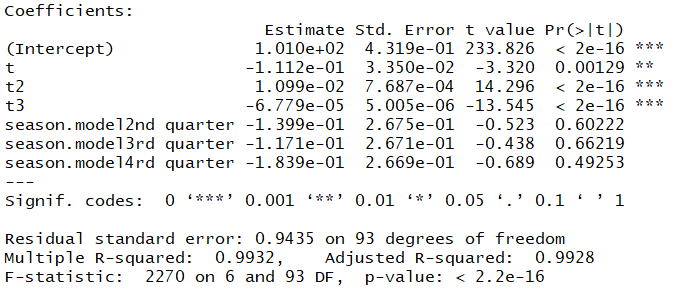 Coefficients:
                          Estimate Std. Error t value Pr(>|t|)
(Intercept)              1.010e+02  4.319e-01 233.826  < 2e-16 ***
t                       -1.112e-01  3.350e-02  -3.320  0.00129 **
t2                       1.099e-02  7.687e-04  14.296  < 2e-16 ***
t3                      -6.779e-05  5.005e-06 -13.545  < 2e-16 ***
season.model2nd quarter -1.399e-01  2.675e-01  -0.523  0.60222
season.model3rd quarter -1.171e-01  2.671e-01  -0.438  0.66219
season.model4rd quarter -1.839e-01  2.669e-01  -0.689  0.49253
---
Signif. codes:  0 ‘***’ 0.001 ‘**’ 0.01 ‘*’ 0.05 ‘.’ 0.1 ‘ ’ 1
Residual standard error: 0.9435 on 93 degrees of freedom
Multiple R-squared:  0.9932,    Adjusted R-squared:  0.9928
F-statistic:  2270 on 6 and 93 DF,  p-value: < 2.2e-16